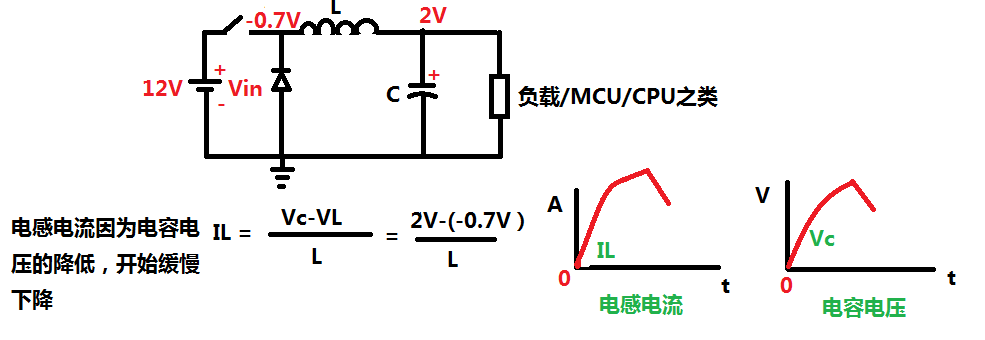 L
-0.7V
2V
12V
+
Vin
-
C
+
负载/MCU/CPU之类
电感电流因为电容电
压的降低，开始缓慢
下降
IL = Vc-VL / L = 2V-(-0.7V ) / L
A
IL
0
t
电感电流
V
Vc
0
t
电容电压